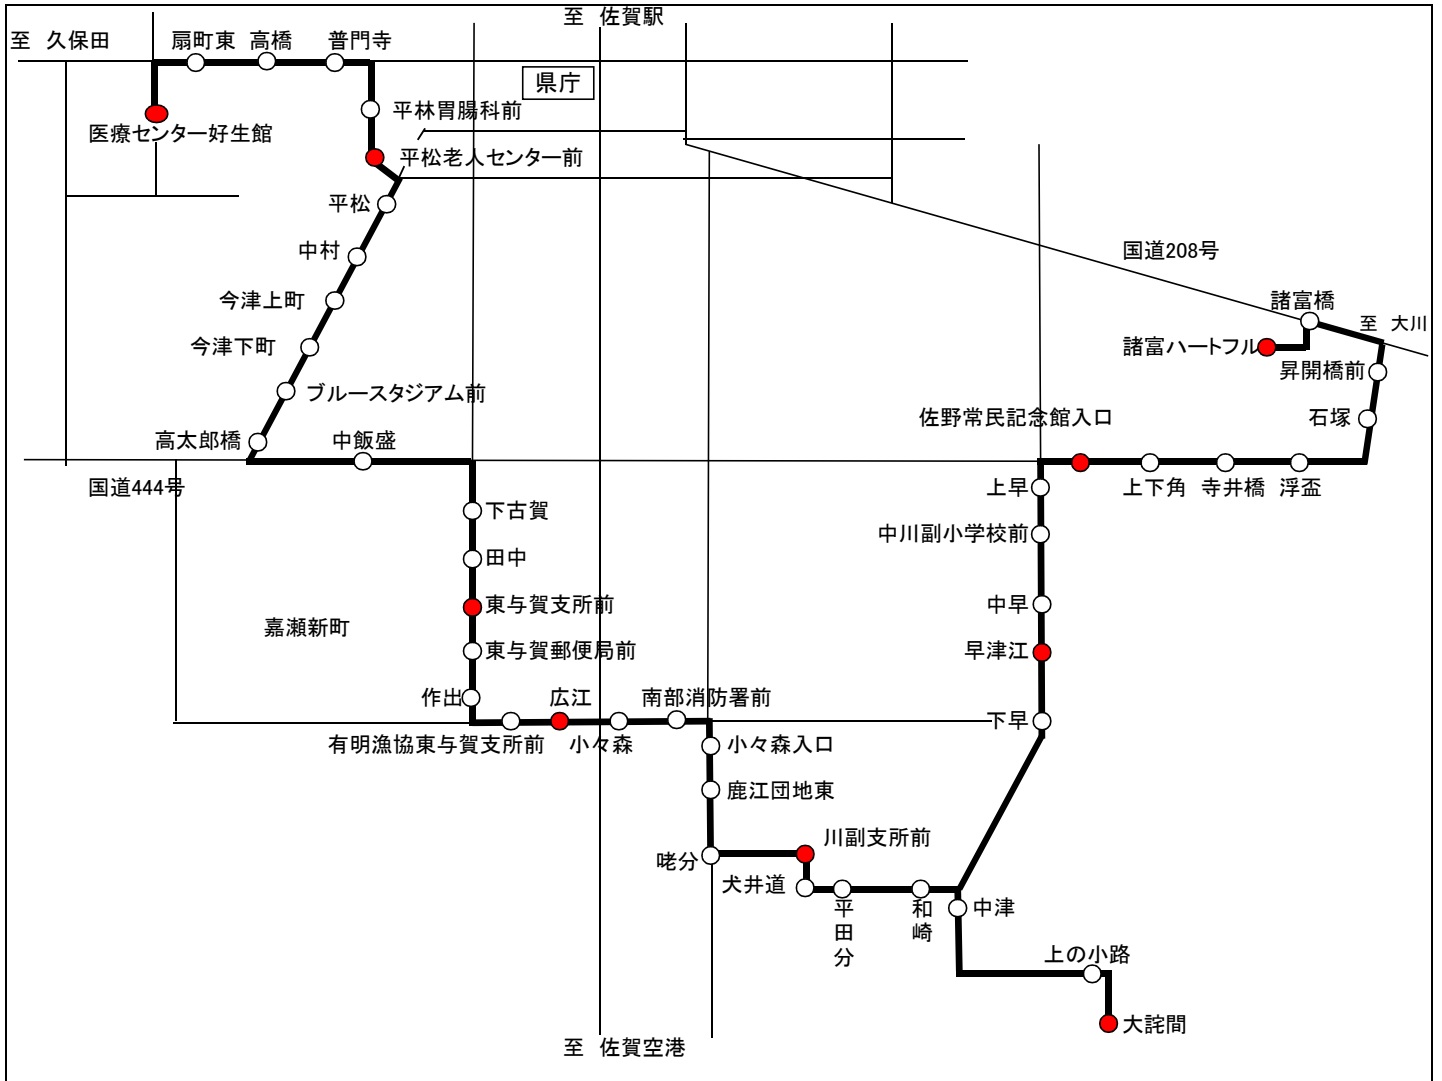 至　佐賀駅
至　久保田
扇町東
高橋
普門寺
県庁
平林胃腸科前
医療センター好生館
平松老人センター前
平松
中村
国道208号
今津上町
諸富橋
至　大川
今津下町
諸富ハートフル
昇開橋前
ブルースタジアム前
佐野常民記念館入口
石塚
高太郎橋
中飯盛
国道444号
上早
上下角
寺井橋
浮盃
下古賀
中川副小学校前
田中
東与賀支所前
中早
嘉瀬新町
東与賀郵便局前
早津江
作出
広江
南部消防署前
下早
有明漁協東与賀支所前
小々森
小々森入口
鹿江団地東
川副支所前
咾分
犬井道
平田分
和崎
中津
上の小路
大詫間
至　佐賀空港